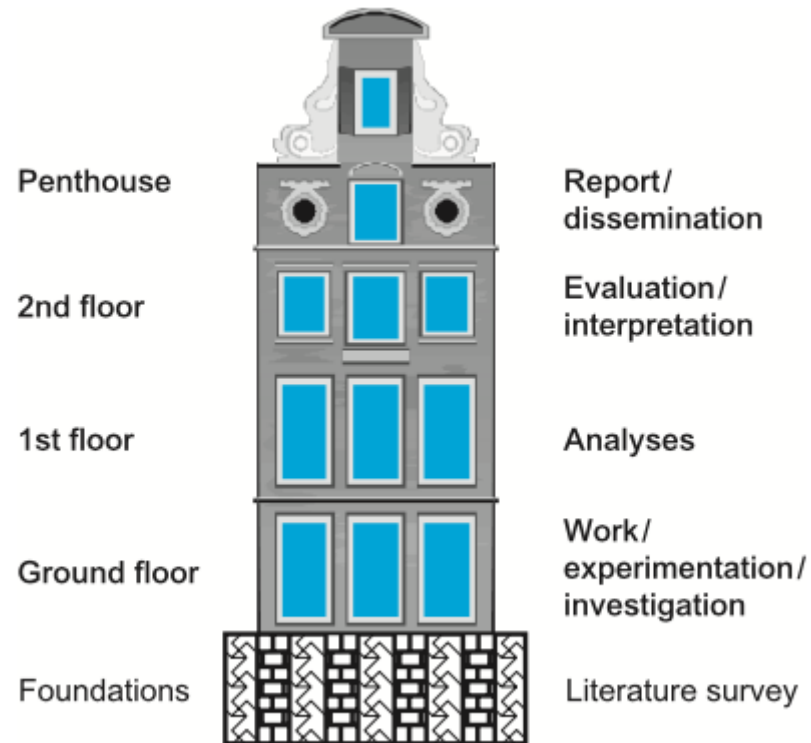 Penthouse
Report/
dissemination
2nd floor
Evaluation/
interpretation
1st floor
Analyses
Ground floor
Work/
experimentation/
investigation
Foundations
Literature survey